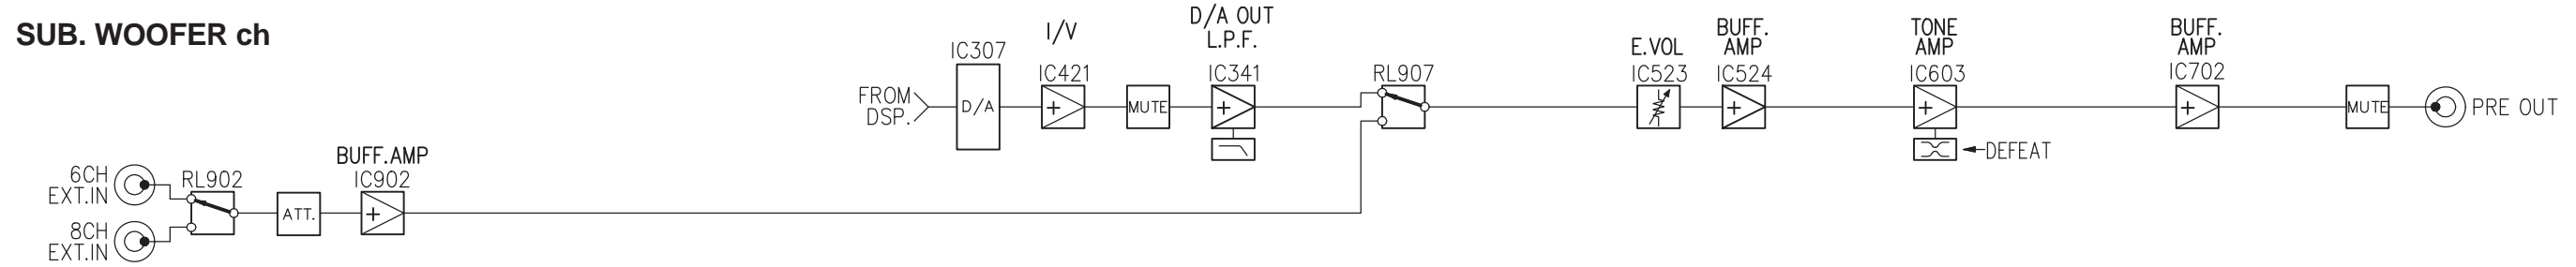 SUB. WOOFER ch
D/A OUT
L.P.F.
I/V
IC307
IC421
IC341
RL907
E.VOL
IC523
BUFF.
AMP
IC524
TONE
AMP
IC603
BUFF.
AMP
IC702
FROM
DSP.
D/A
MUTE
MUTE
PRE OUT
DEFEAT
BUFF.AMP
IC902
6CH
EXT.IN
RL902
ATT.
8CH
EXT.IN